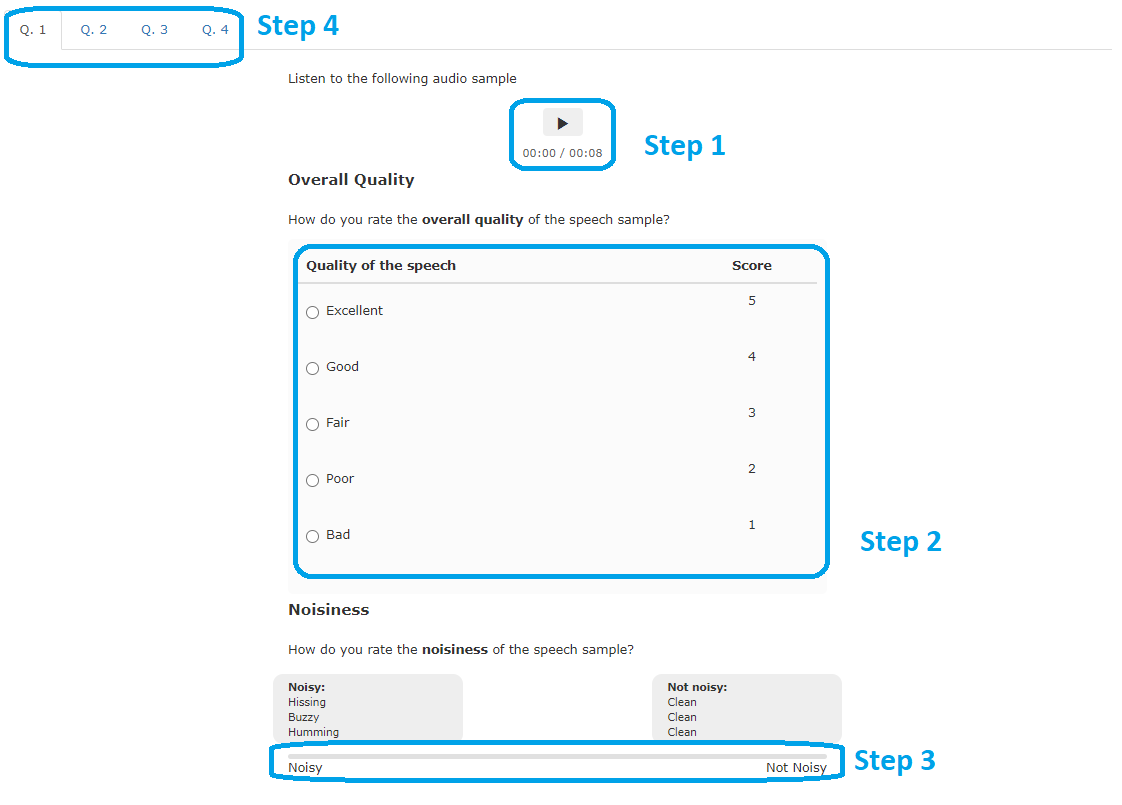 Q. 1 Q. 2 Q. 3 Q. 4 Step 4
Listen to the following audio sample
00:00 / 00:08
Step 1
Overall Quality
How do you rate the overall quality of the speech sample?
Quality of the speech Score
Excellent 5
Good 4
Fair 3
Poor 2
Bad 1
Step 2
Noisiness
How do you rate the noisiness of the speech sample?
Noisy: Not noisy:
Hissing Clean
Buzzy Clean
Humming Clean
Noisy Not Noisy
Step 3